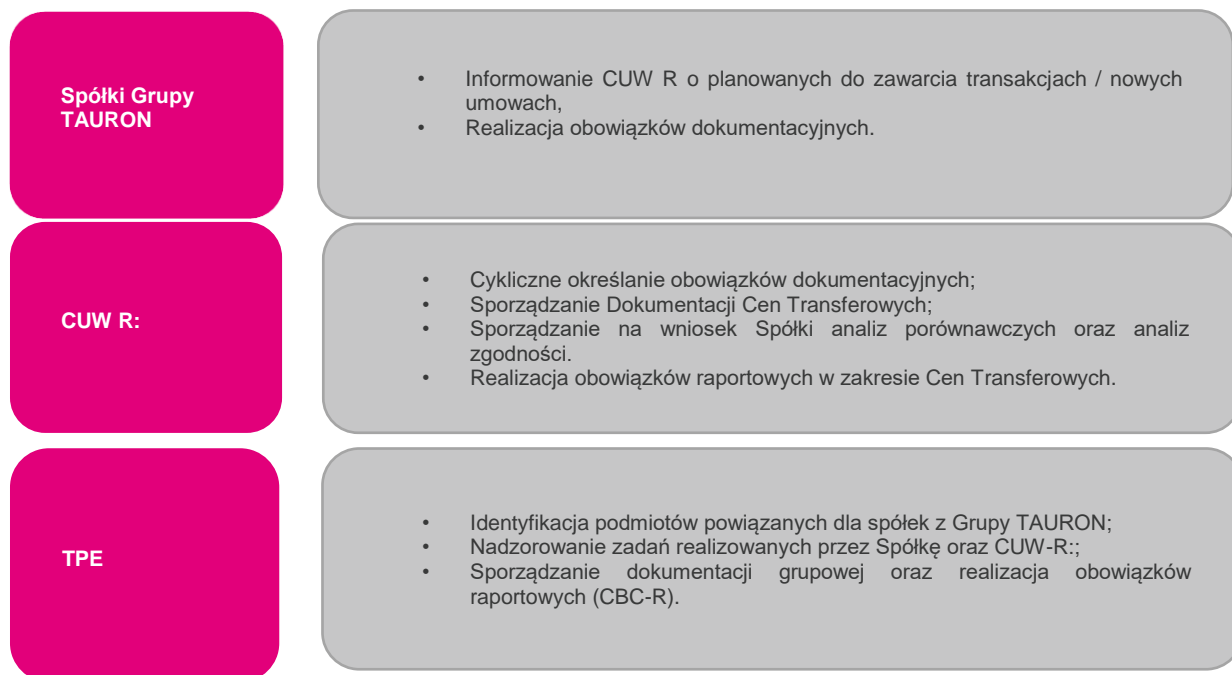 Spółki Grupy
TAURON
• Informowanie CUW R o planowanych do zawarcia transakcjach / nowych
umowach,
• Realizacja obowiązków dokumentacyjnych.
CUW R:
• Cykliczne określanie obowiązków dokumentacyjnych;
• Sporządzanie Dokumentacji Cen Transferowych;
• Sporządzanie na wniosek Spółki analiz porównawczych oraz analiz
zgodności.
• Realizacja obowiązków raportowych w zakresie Cen Transferowych.
TPE
• Identyfikacja podmiotów powiązanych dla spółek z Grupy TAURON;
• Nadzorowanie zadań realizowanych przez Spółkę oraz CUW-R:;
• Sporządzanie dokumentacji grupowej oraz realizacja obowiązków
raportowych (CBC-R).